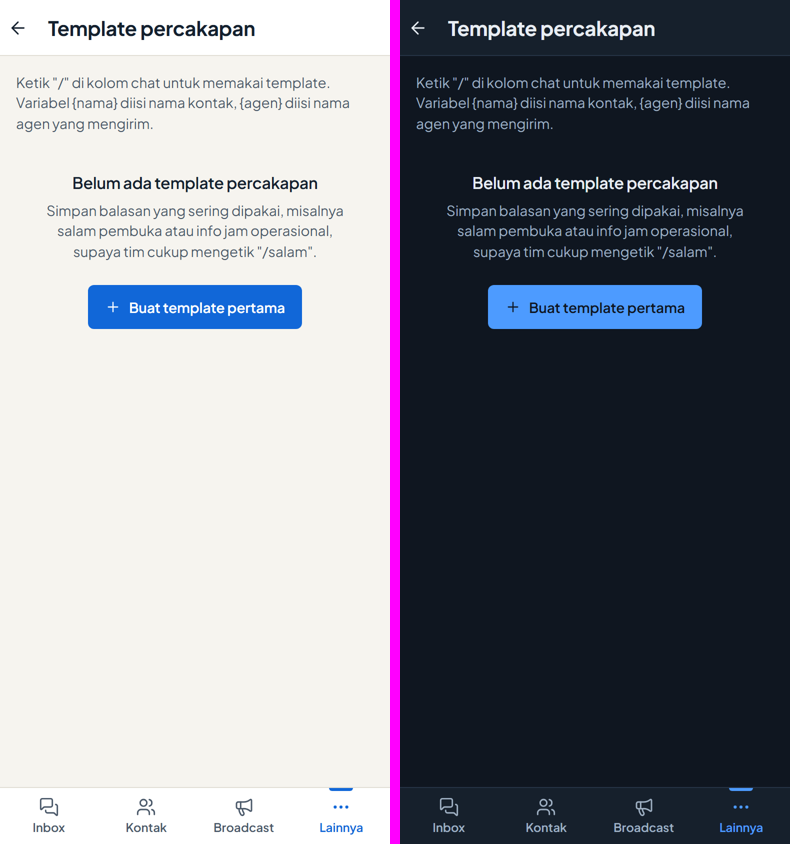 Template percakapan
Ketik "/" di kolom chat untuk memakai template.
Variabel {nama} diisi nama kontak, {agen} diisi nama
agen yang mengirim.
Belum ada template percakapan
Simpan balasan yang sering dipakai, misalnya
salam pembuka atau info jam operasional,
supaya tim cukup mengetik "/salam".
+ Buat template pertama
Inbox
Kontak
Broadcast
Lainnya
Template percakapan
Ketik "/" di kolom chat untuk memakai template.
Variabel {nama} diisi nama kontak, {agen} diisi nama
agen yang mengirim.
Belum ada template percakapan
Simpan balasan yang sering dipakai, misalnya
salam pembuka atau info jam operasional,
supaya tim cukup mengetik "/salam".
+ Buat template pertama
Inbox
Kontak
Broadcast
Lainnya